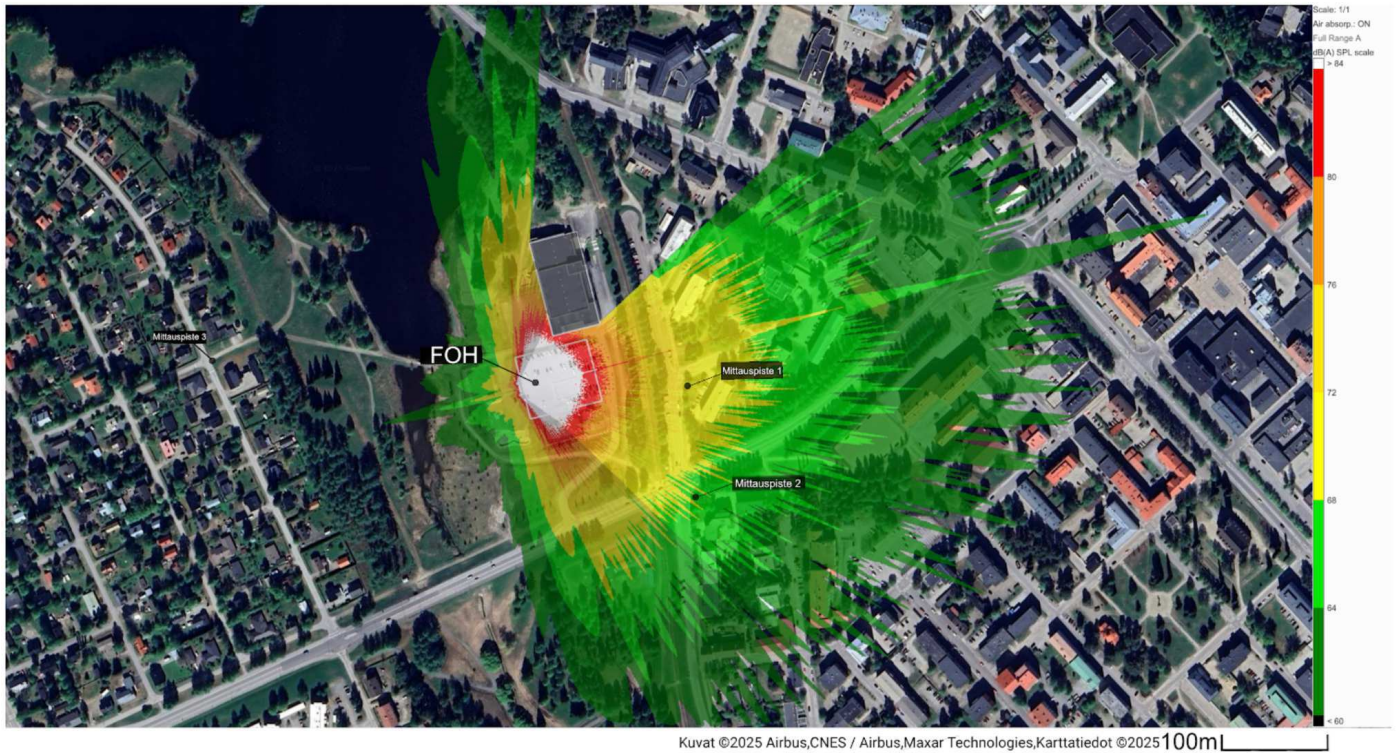 Scale: 1/1
Air absorp.: ON
Full Range A
dB(A) SPL scale
> 84
80
76
72
68
64
< 60
Mittauspiste 3
FOH
Mittauspiste 1
Mittauspiste 2
Kuvat ©2025 Airbus,CNES / Airbus,Maxar Technologies,Karttatiedot ©2025 100m